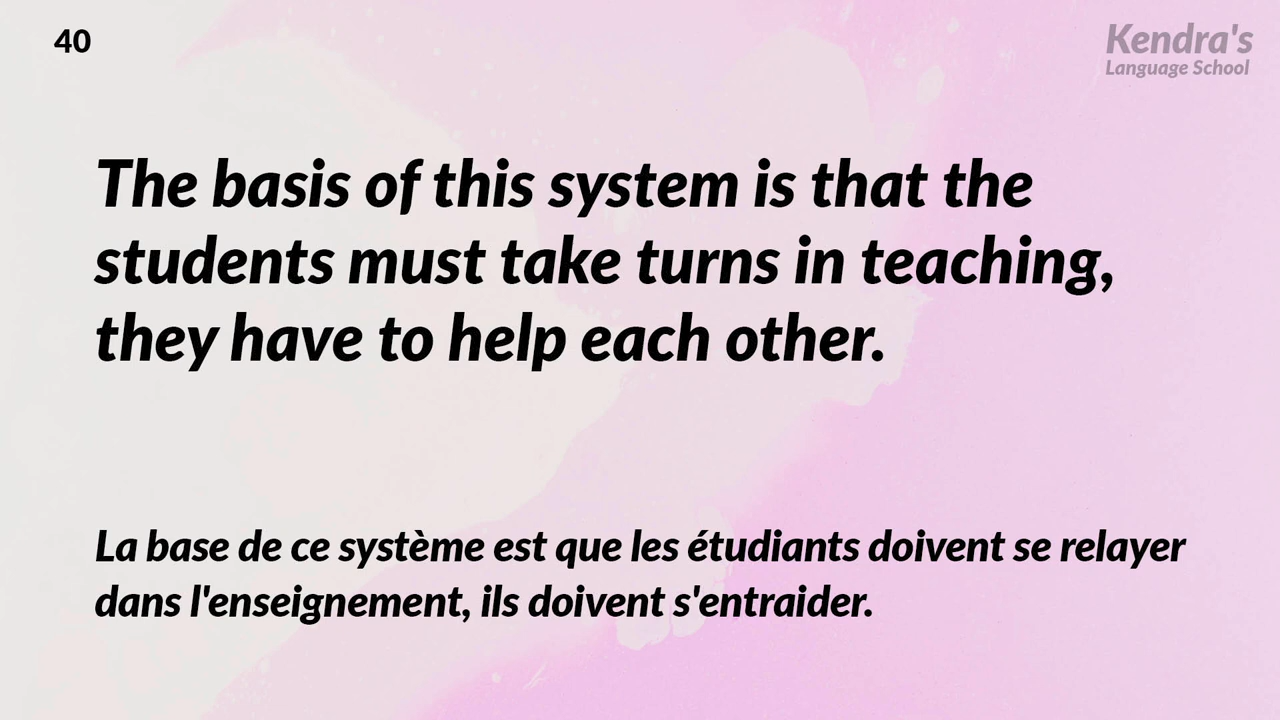 40
Kendra's
Language School
The basis of this system is that the
students must take turns in teaching,
they have to help each other.
La base de ce système est que les étudiants doivent se relayer
dans l'enseignement, ils doivent s'entraider.